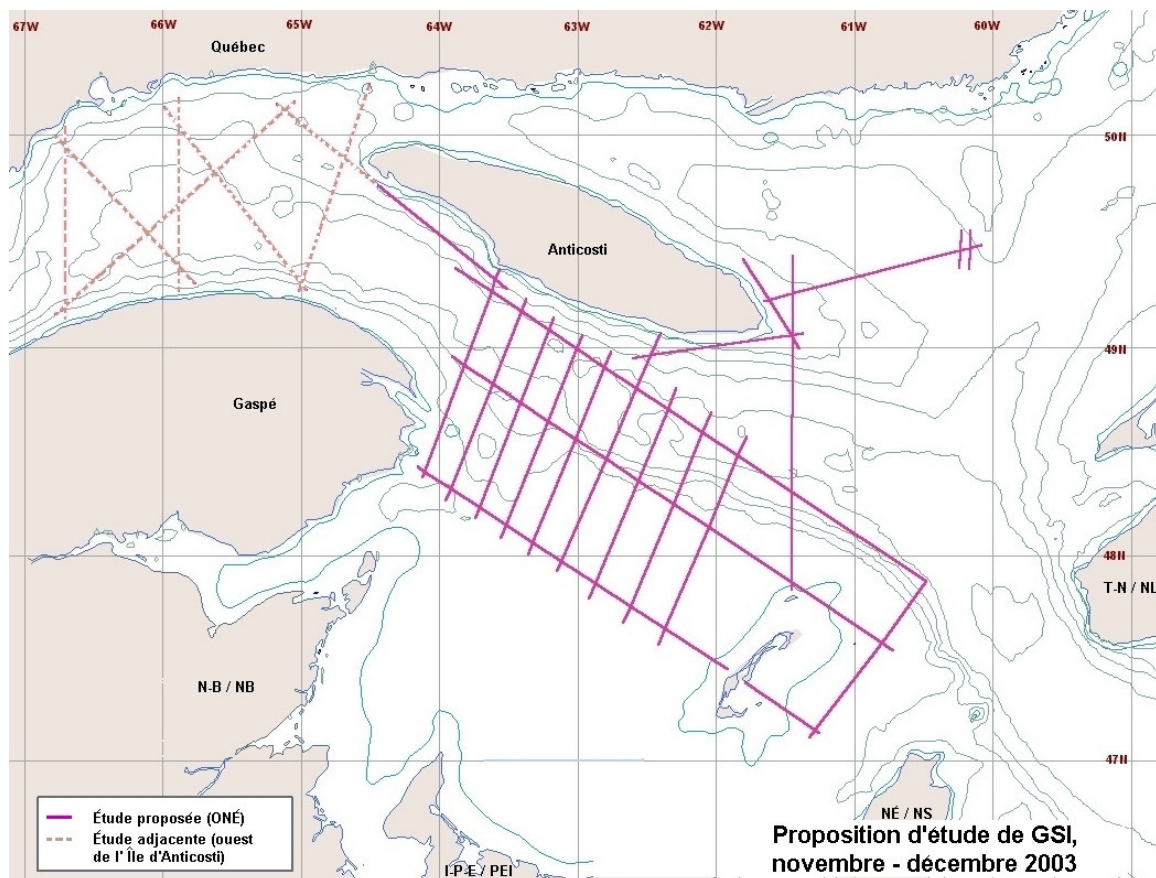 67W
66W
65W
64W
63W
62W
61W
60W
Québec
50N
Anticosti
49N
Gaspé
48N
T-N / NL
N-B / NB
47N
NÉ / NS
I-P-E / PEI
Étude proposée (ONÉ)
Étude adjacente (ouest
de l' Île d'Anticosti)
Proposition d'étude de GSI,
novembre - décembre 2003